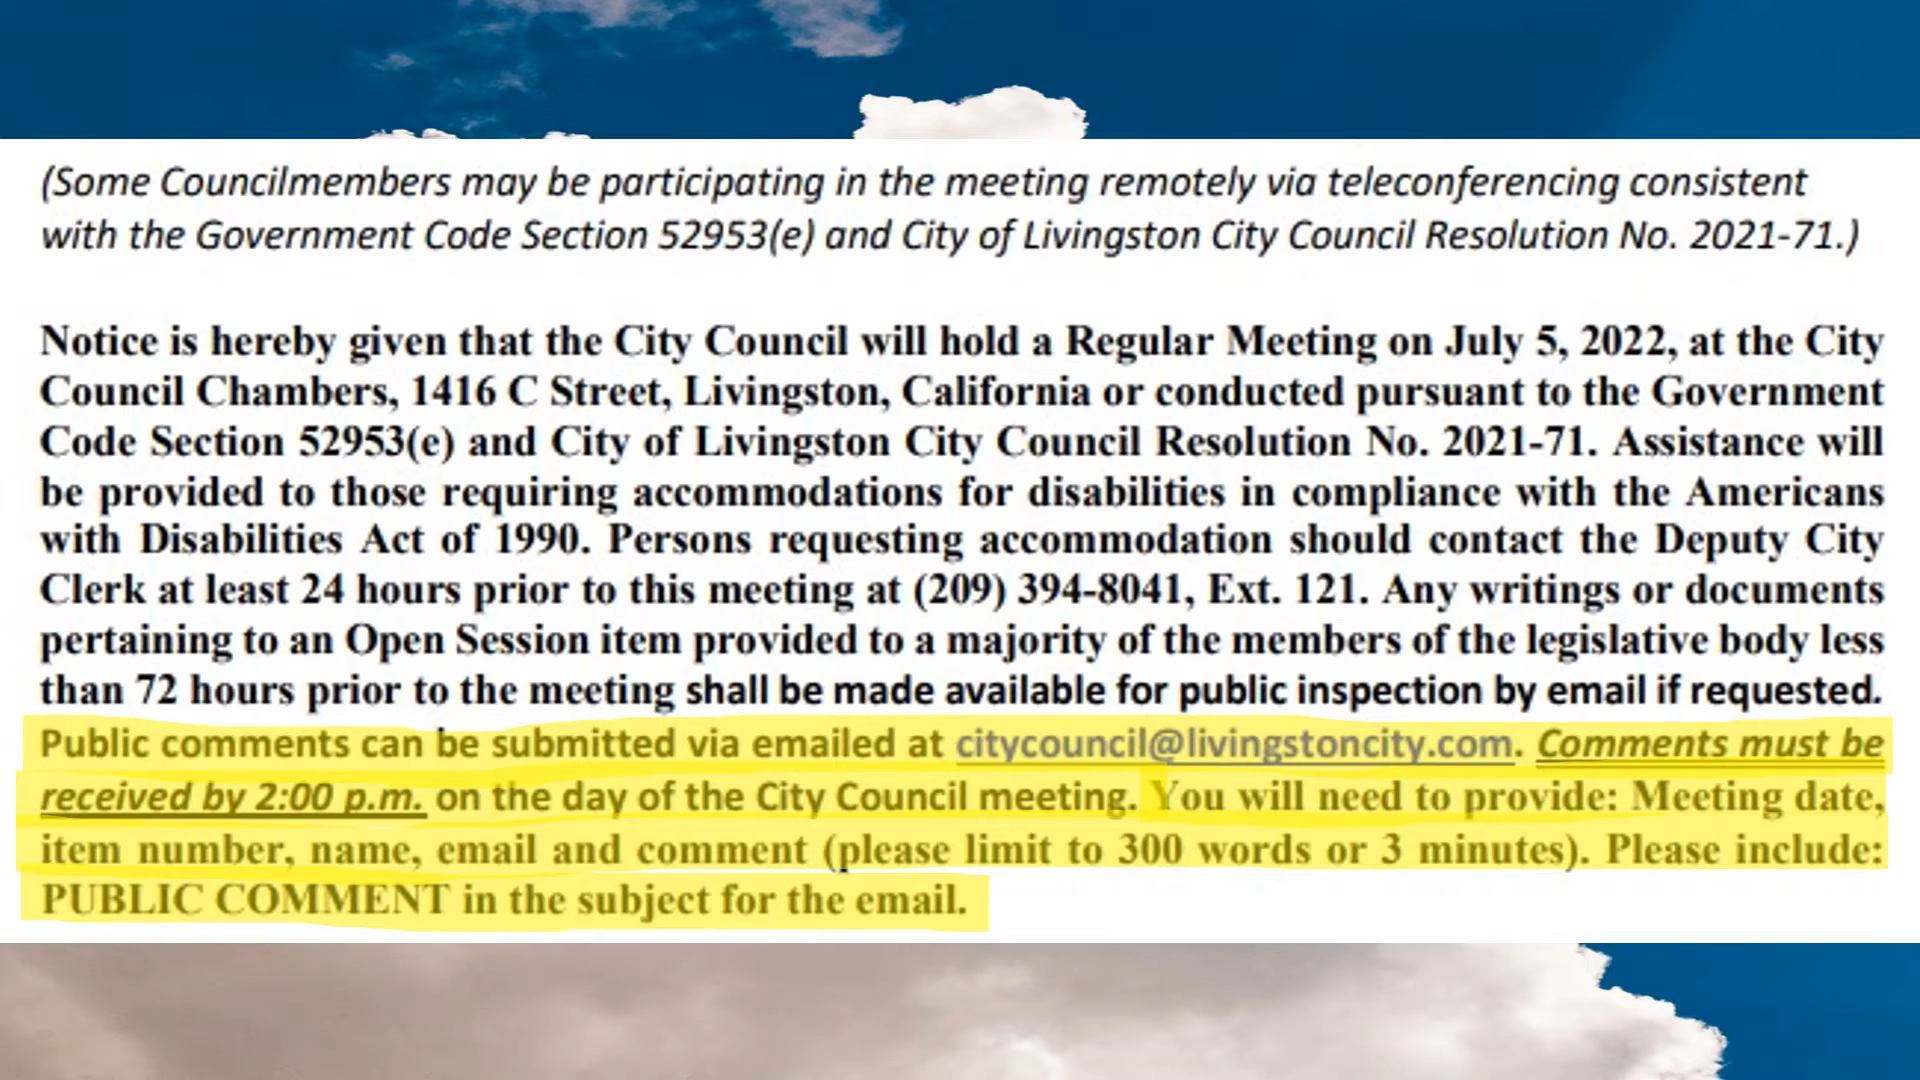 (Some Councilmembers may be participating in the meeting remotely via teleconferencing consistent
with the Government Code Section 52953(e) and City of Livingston City Council Resolution No. 2021-71.)
Notice is hereby given that the City Council will hold a Regular Meeting on July 5, 2022, at the City
Council Chambers, 1416 C Street, Livingston, California or conducted pursuant to the Government
Code Section 52953(e) and City of Livingston City Council Resolution No. 2021-71. Assistance will
be provided to those requiring accommodations for disabilities in compliance with the Americans
with Disabilities Act of 1990. Persons requesting accommodation should contact the Deputy City
Clerk at least 24 hours prior to this meeting at (209) 394-8041, Ext. 121. Any writings or documents
pertaining to an Open Session item provided to a majority of the members of the legislative body less
than 72 hours prior to the meeting shall be made available for public inspection by email if requested.
Public comments can be submitted via emailed at citycouncil@livingstoncity.com. Comments must be
received by 2:00 p.m. on the day of the City Council meeting. You will need to provide: Meeting date,
item number, name, email and comment (please limit to 300 words or 3 minutes). Please include:
PUBLIC COMMENT in the subject for the email.